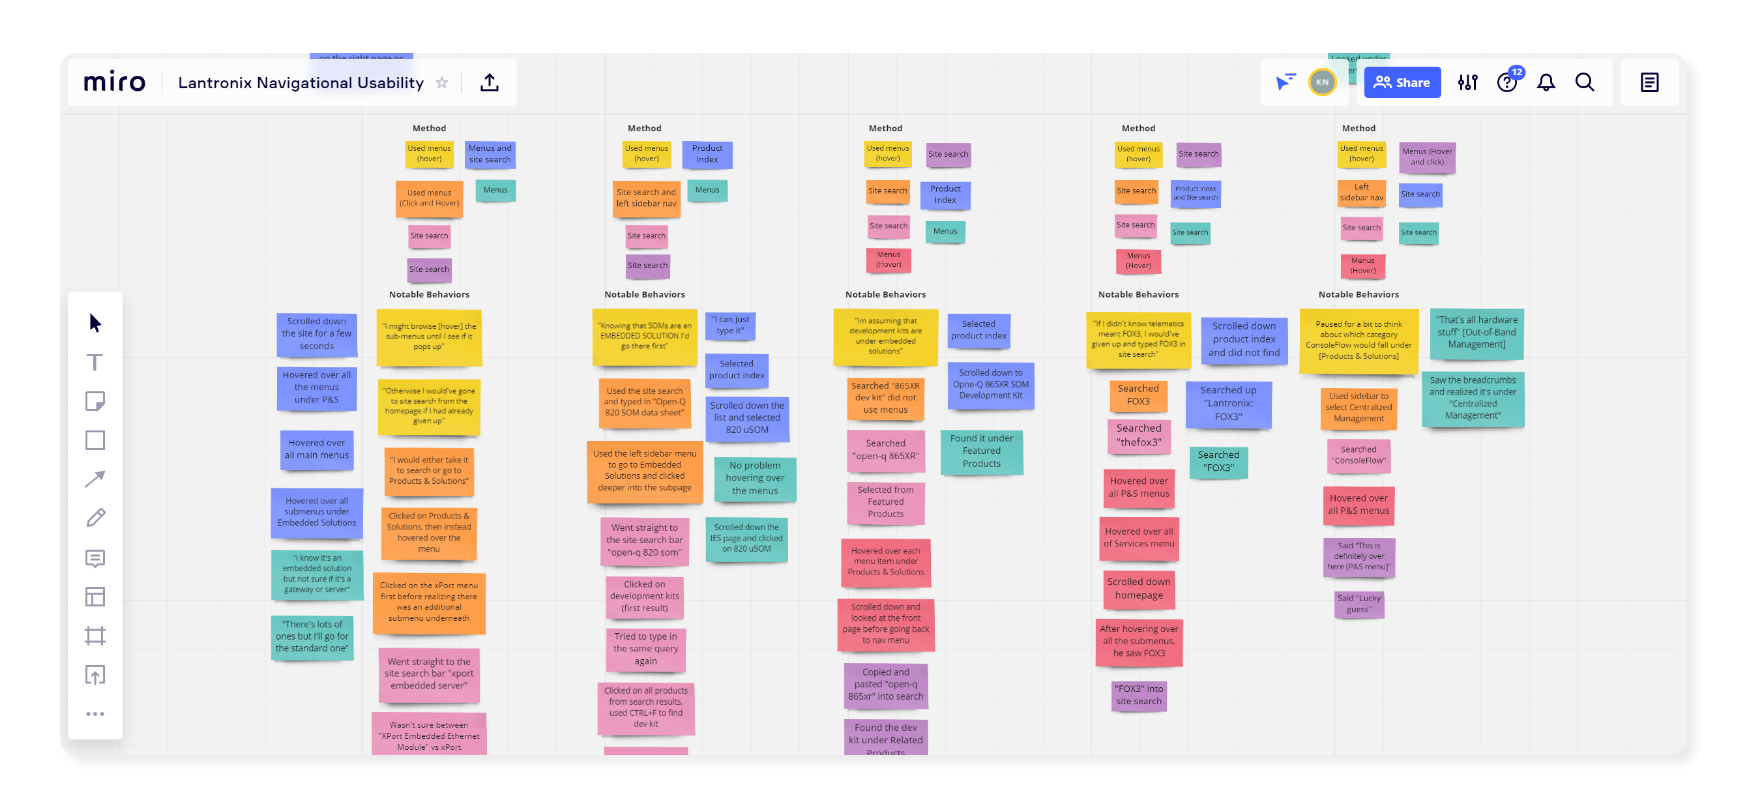 on the right page or
Looked under
miro
Lantronix Navigational Usability
KN
Share
12
Method
Used menus
(hover)
Menus and
site search
Used menus
(Click and Hover)
Menus
Site search
Site search
Notable Behaviors
Scrolled down
the site for a few
seconds
Hovered over all
the menus
under P&S
Hovered over
all main menus
Hovered over all
submenus under
Embedded Solutions
"I know it's an
embedded solution
but not sure if it's a
gateway or server"
"There's lots of
ones but I'll go for
the standard one"
"I might browse [hover] the
sub-menus until I see if it
pops up"
"Otherwise I would've gone
to site search from the
homepage if I had already
given up"
"I would either take it
to search or go to
Products & Solutions"
Clicked on Products &
Solutions, then instead
hovered over the
menu
Clicked on the xPort menu
first before realizing there
was an additional
submenu underneath
Went straight to the
site search bar "xport
embedded server"
Wasn't sure between
"XPort Embedded Ethernet
Module" vs xPort
Method
Used menus
(hover)
Product
Index
Site search and
left sidebar nav
Menus
Site search
Site search
Notable Behaviors
"Knowing that SOMs are an
EMBEDDED SOLUTION I'd
go there first"
Used the site search
and typed in "Open-Q
820 SOM data sheet"
Used the left sidebar menu
to go to Embedded
Solutions and clicked
deeper into the subpage
Went straight to
the site search bar
"open-q 820 som"
Clicked on
development kits
(first result)
Tried to type in
the same query
again
Clicked on all products
from search results,
used CTRL+F to find
dev kit
"I can just
type it"
Selected
product index
Scrolled down the
list and selected
820 uSOM
No problem
hovering over
the menus
Scrolled down the
IES page and clicked
on 820 uSOM
Method
Used menus
(hover)
Site search
Site search
Product
Index
Site search
Menus
Menus
(Hover)
Notable Behaviors
"Im assuming that
development kits are
under embedded
solutions"
Searched "865XR
dev kit" did not
use menus
Searched
"open-q 865XR"
Selected from
Featured
Products
Hovered over each
menu item under
Products & Solutions
Scrolled down and
looked at the front
page before going back
to nav menu
Copied and
pasted "open-q
865xr" into search
Found the dev
kit under Related
Products
Selected
product index
Scrolled down to
Opne-Q 865XR SOM
Development Kit
Found it under
Featured
Products
Method
Used menus
(hover)
Site search
Site search
Product index
and Site search
Site search
Site search
Menus
(Hover)
Notable Behaviors
"If I didn't know telematics
meant FOX3, I would've
given up and typed FOX3 in
site search"
Searched
FOX3
Searched
"thefox3"
Hovered over
all P&S menus
Hovered over all
of Services menu
Scrolled down
homepage
After hovering over
all the submenus,
he saw FOX3
"FOX3" into
site search
Scrolled down
product index
and did not find
Searched up
"Lantronix:
FOX3"
Searched
"FOX3"
Method
Used menus
(hover)
Menus (Hover
and click)
Left
sidebar nav
Site search
Site search
Site search
Menus
(Hover)
Notable Behaviors
Paused for a bit to think
about which category
ConsoleFlow would fall under
[Products & Solutions]
Used sidebar to
select Centralized
Management
Searched
"ConsoleFlow"
Hovered over
all P&S menus
Said "This is
definitely over
here [P&S menu]"
Said "Lucky
guess"
"That's all hardware
stuff" [Out-of-Band
Management]
Saw the breadcrumbs
and realized it's under
"Centralized
Management"